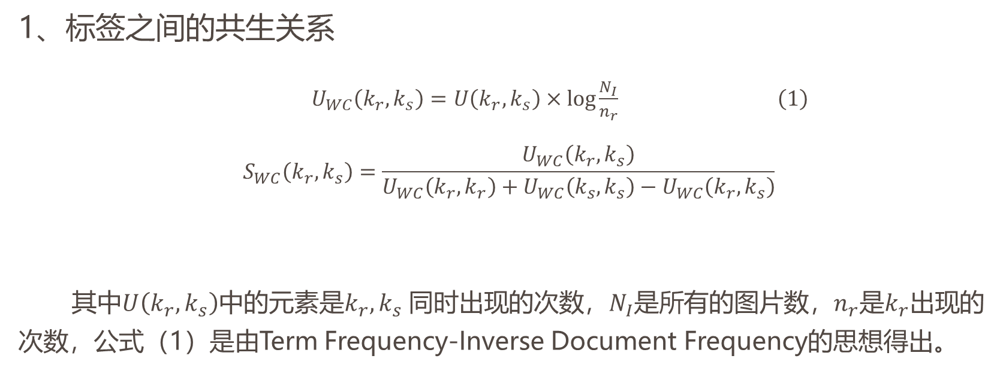 1、标签之间的共生关系
$U_{WC}(k_r, k_s) = U(k_r, k_s) \times \log \frac{N_I}{n_r}$ (1)
$S_{WC}(k_r, k_s) = \frac{U_{WC}(k_r, k_s)}{U_{WC}(k_r, k_r) + U_{WC}(k_s, k_s) - U_{WC}(k_r, k_s)}$
其中$U(k_r, k_s)$中的元素是$k_r, k_s$ 同时出现的次数，$N_I$是所有的图片数，$n_r$是$k_r$出现的
次数，公式（1）是由Term Frequency-Inverse Document Frequency的思想得出。